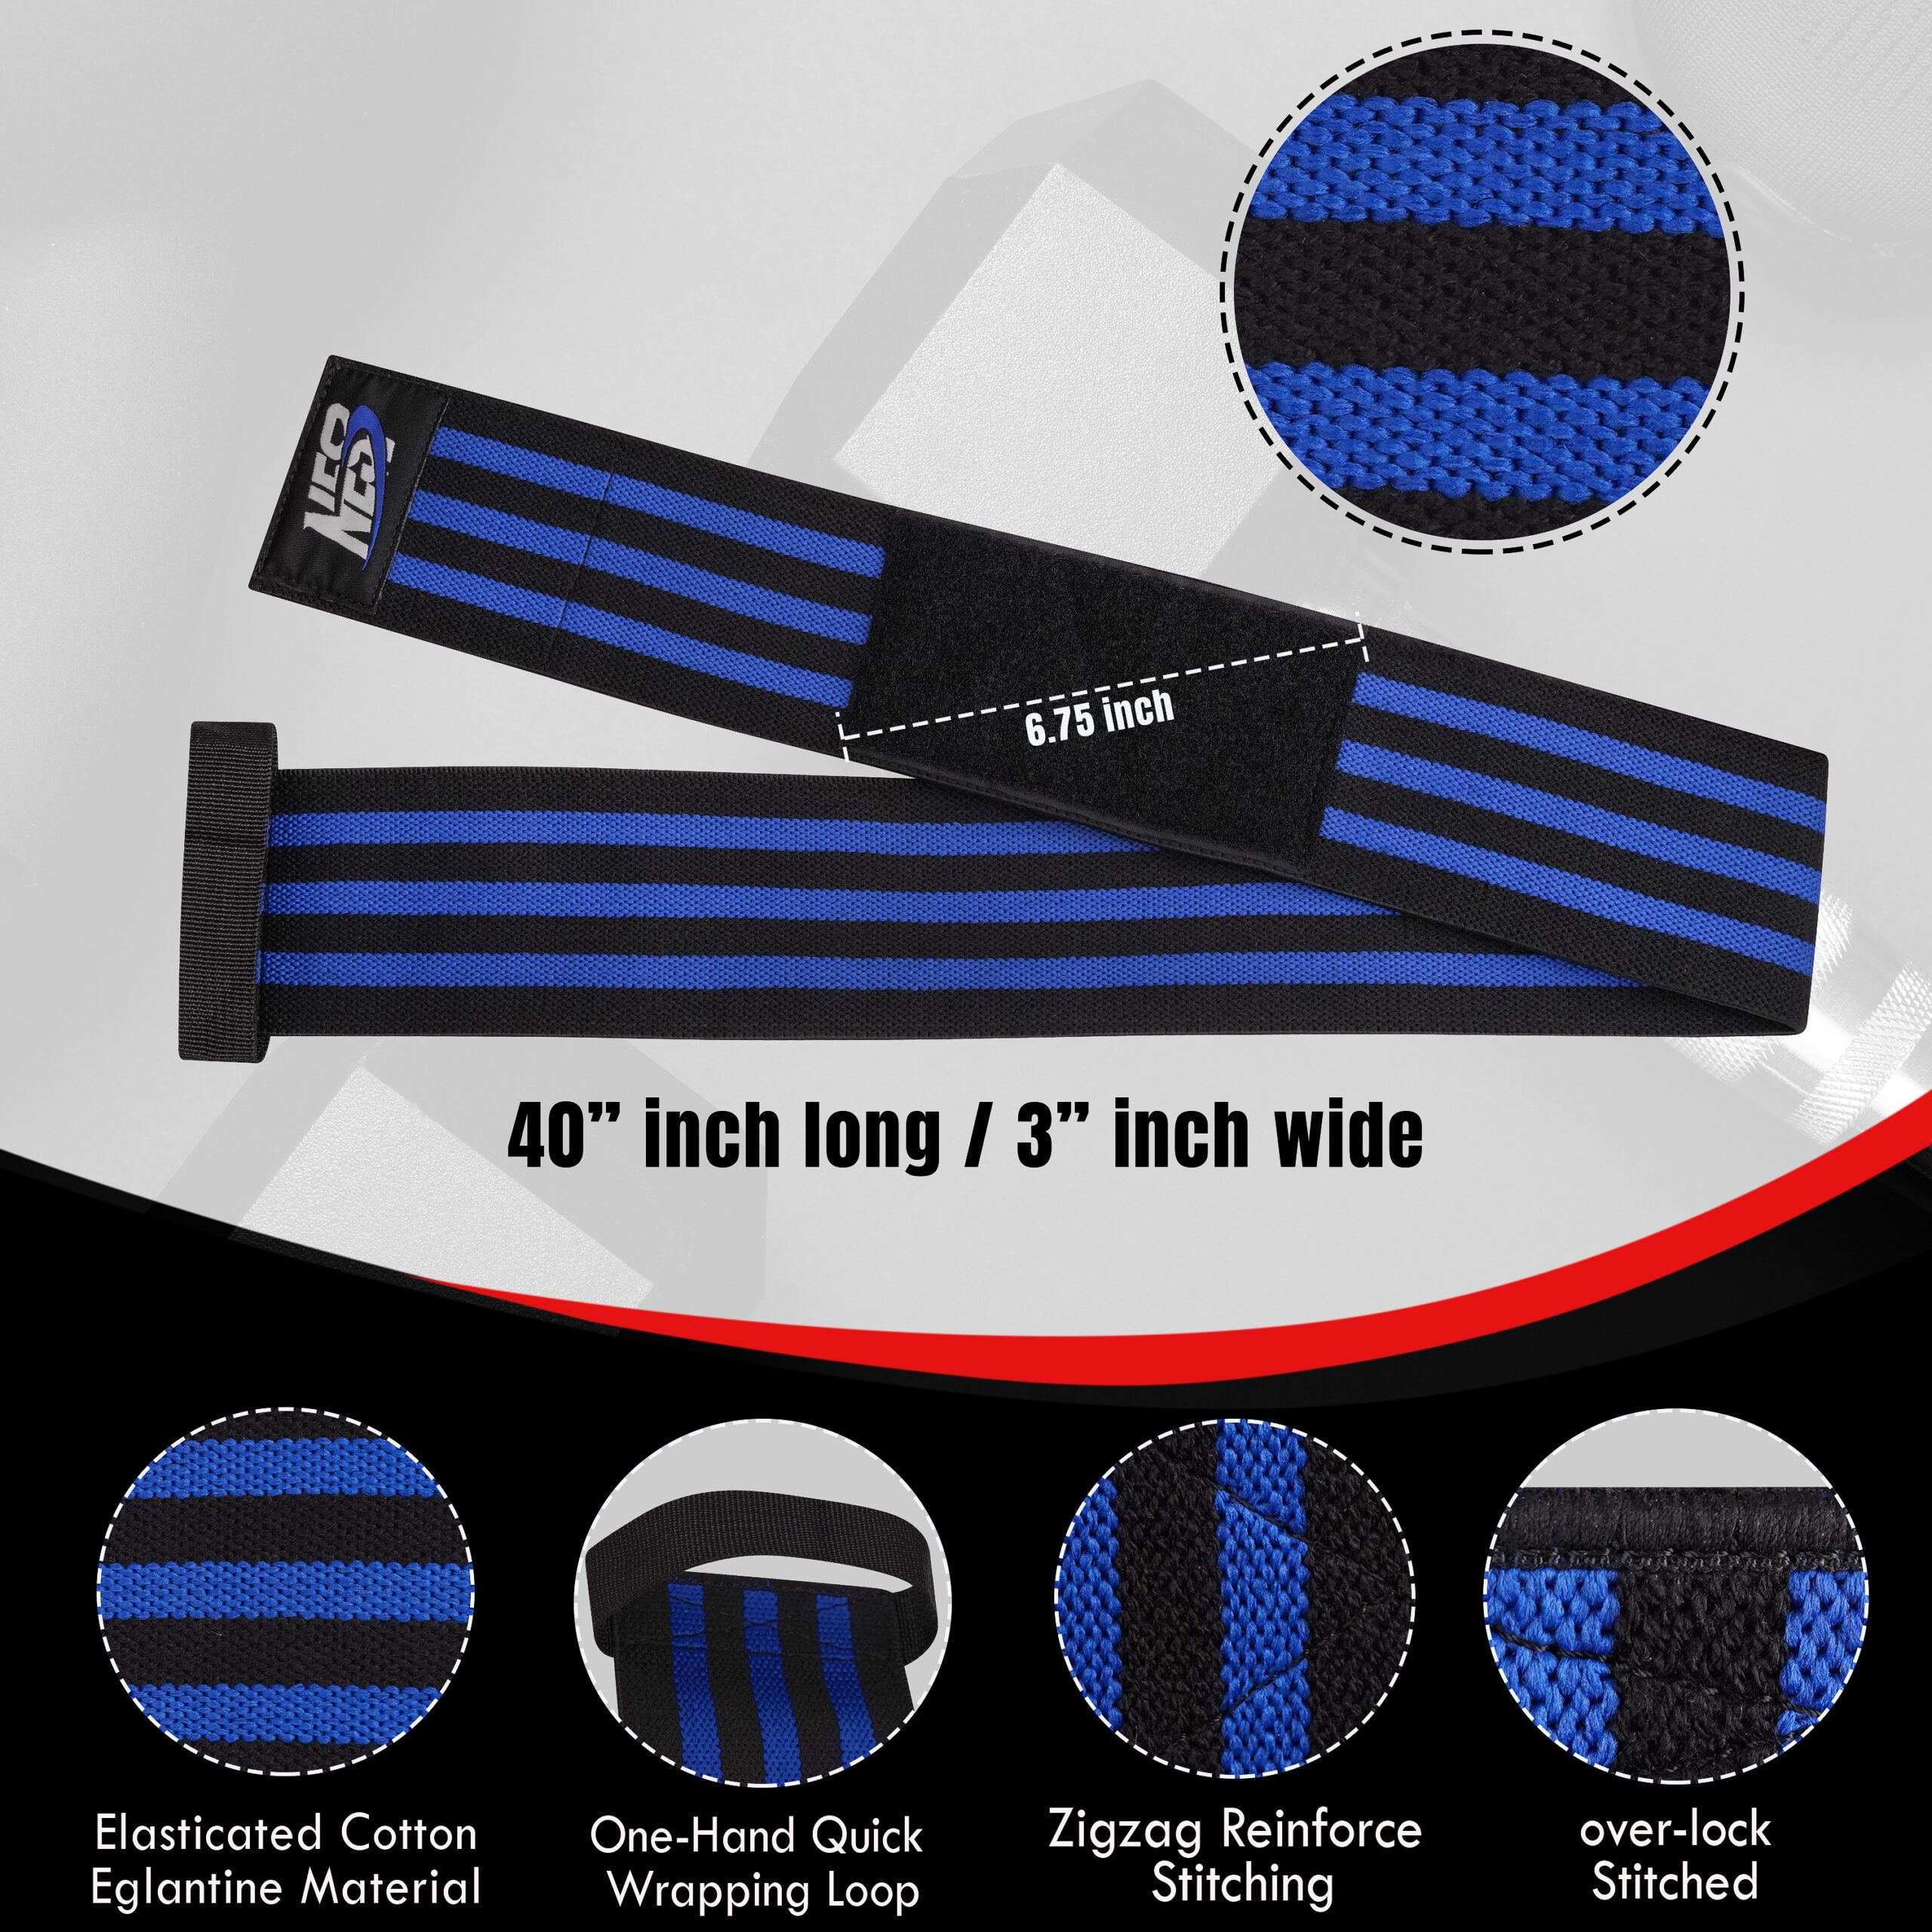 NEO
6.75 inch
40” inch long / 3” inch wide
Elasticated Cotton
Eglantine Material
One-Hand Quick
Wrapping Loop
Zigzag Reinforce
Stitching
over-lock
Stitched